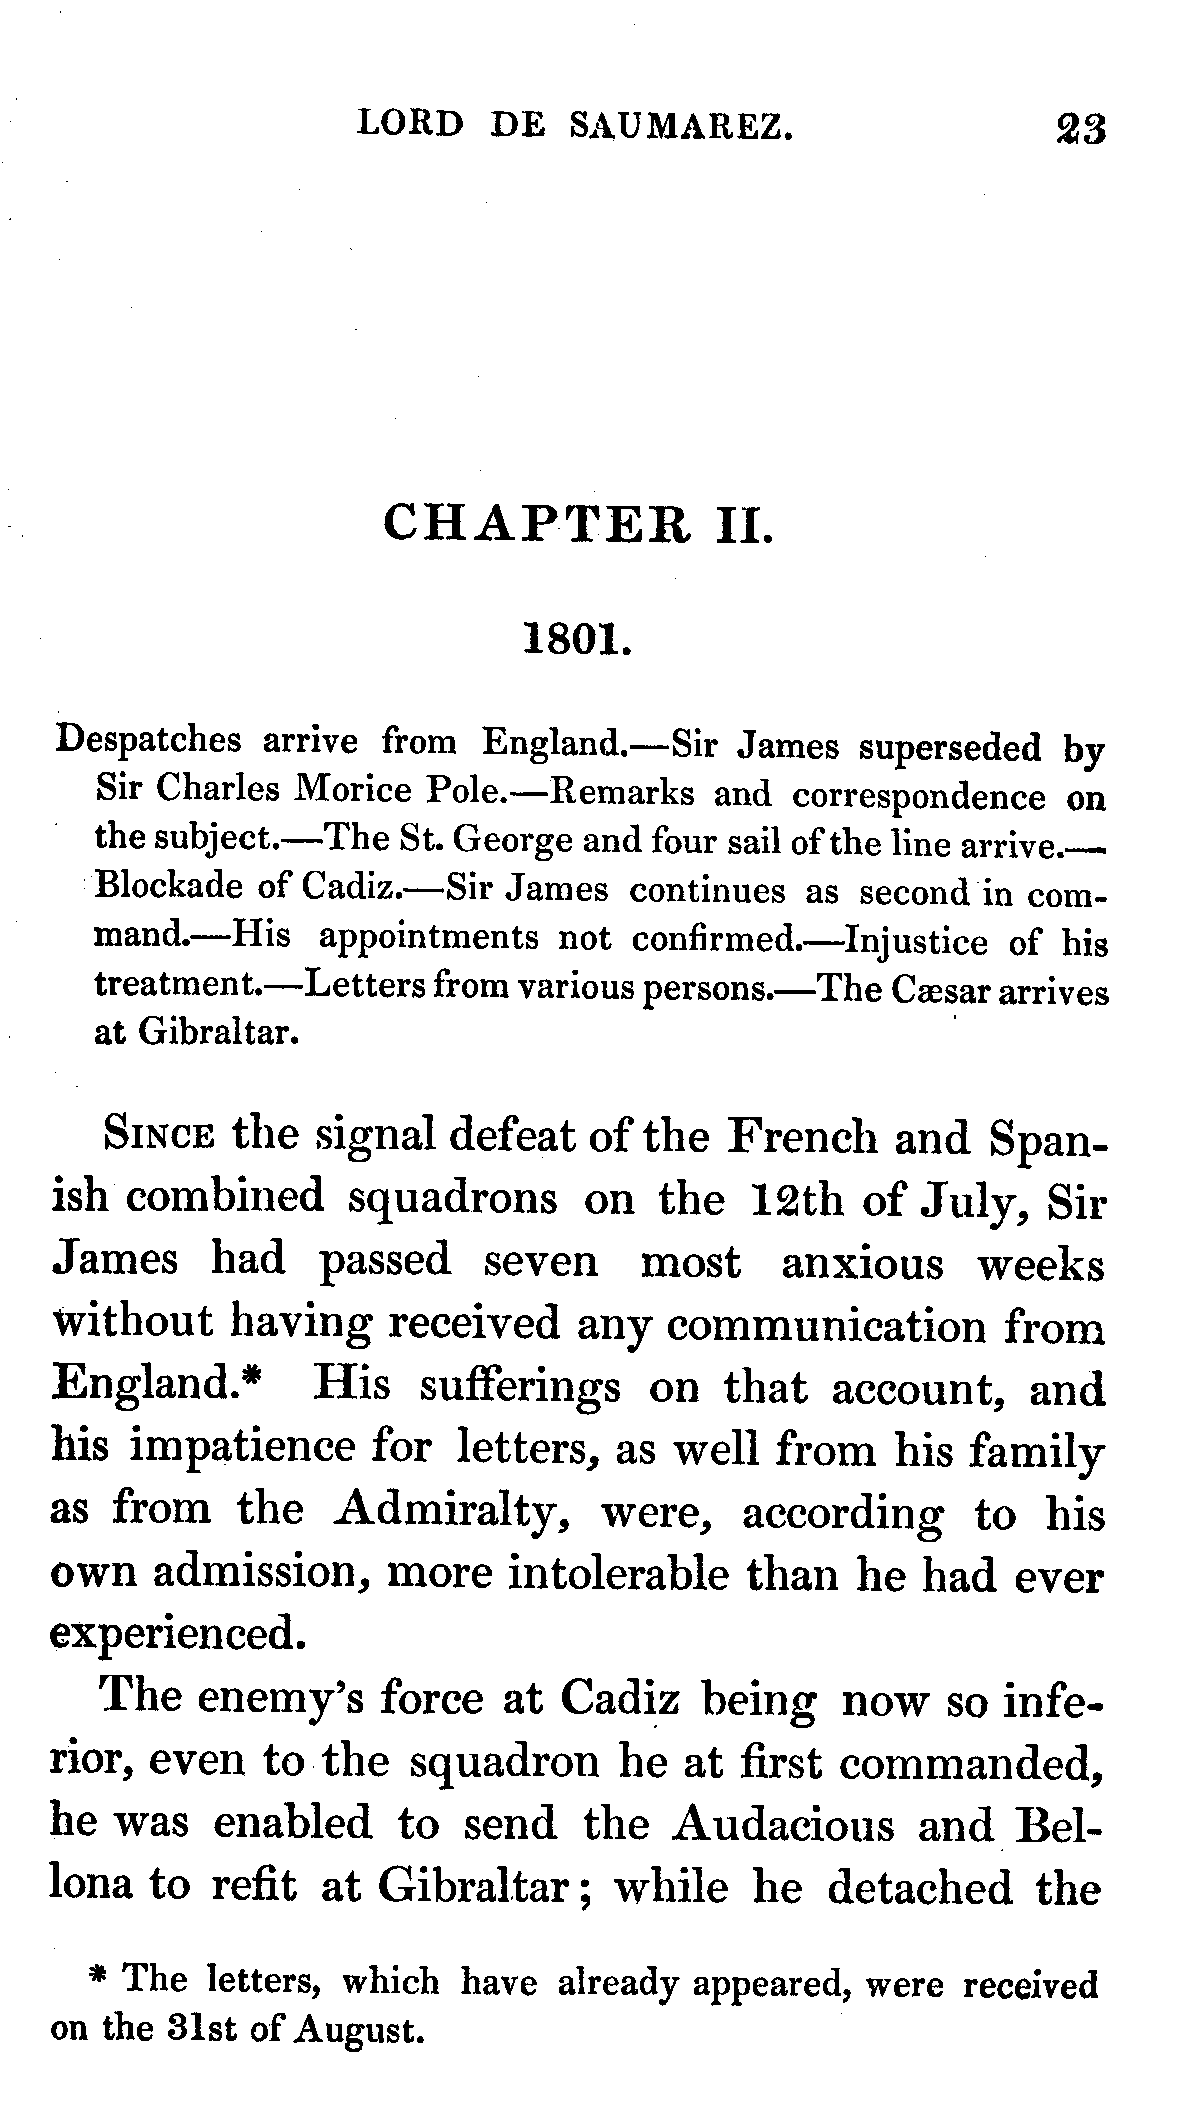 LORD DE SAUMAREZ. 23
CHAPTER II.
1801.
Despatches arrive from England.—Sir James superseded by
Sir Charles Morice Pole.—Remarks and correspondence on
the subject.—The St. George and four sail of the line arrive.—
Blockade of Cadiz.—Sir James continues as second in com-
mand.—His appointments not confirmed.—Injustice of his
treatment.—Letters from various persons.—The Cæsar arrives
at Gibraltar.
Since the signal defeat of the French and Span-
ish combined squadrons on the 12th of July, Sir
James had passed seven most anxious weeks
without having received any communication from
England.* His sufferings on that account, and
his impatience for letters, as well from his family
as from the Admiralty, were, according to his
own admission, more intolerable than he had ever
experienced.
The enemy's force at Cadiz being now so infe-
rior, even to the squadron he at first commanded,
he was enabled to send the Audacious and Bel-
lona to refit at Gibraltar; while he detached the
* The letters, which have already appeared, were received
on the 31st of August.